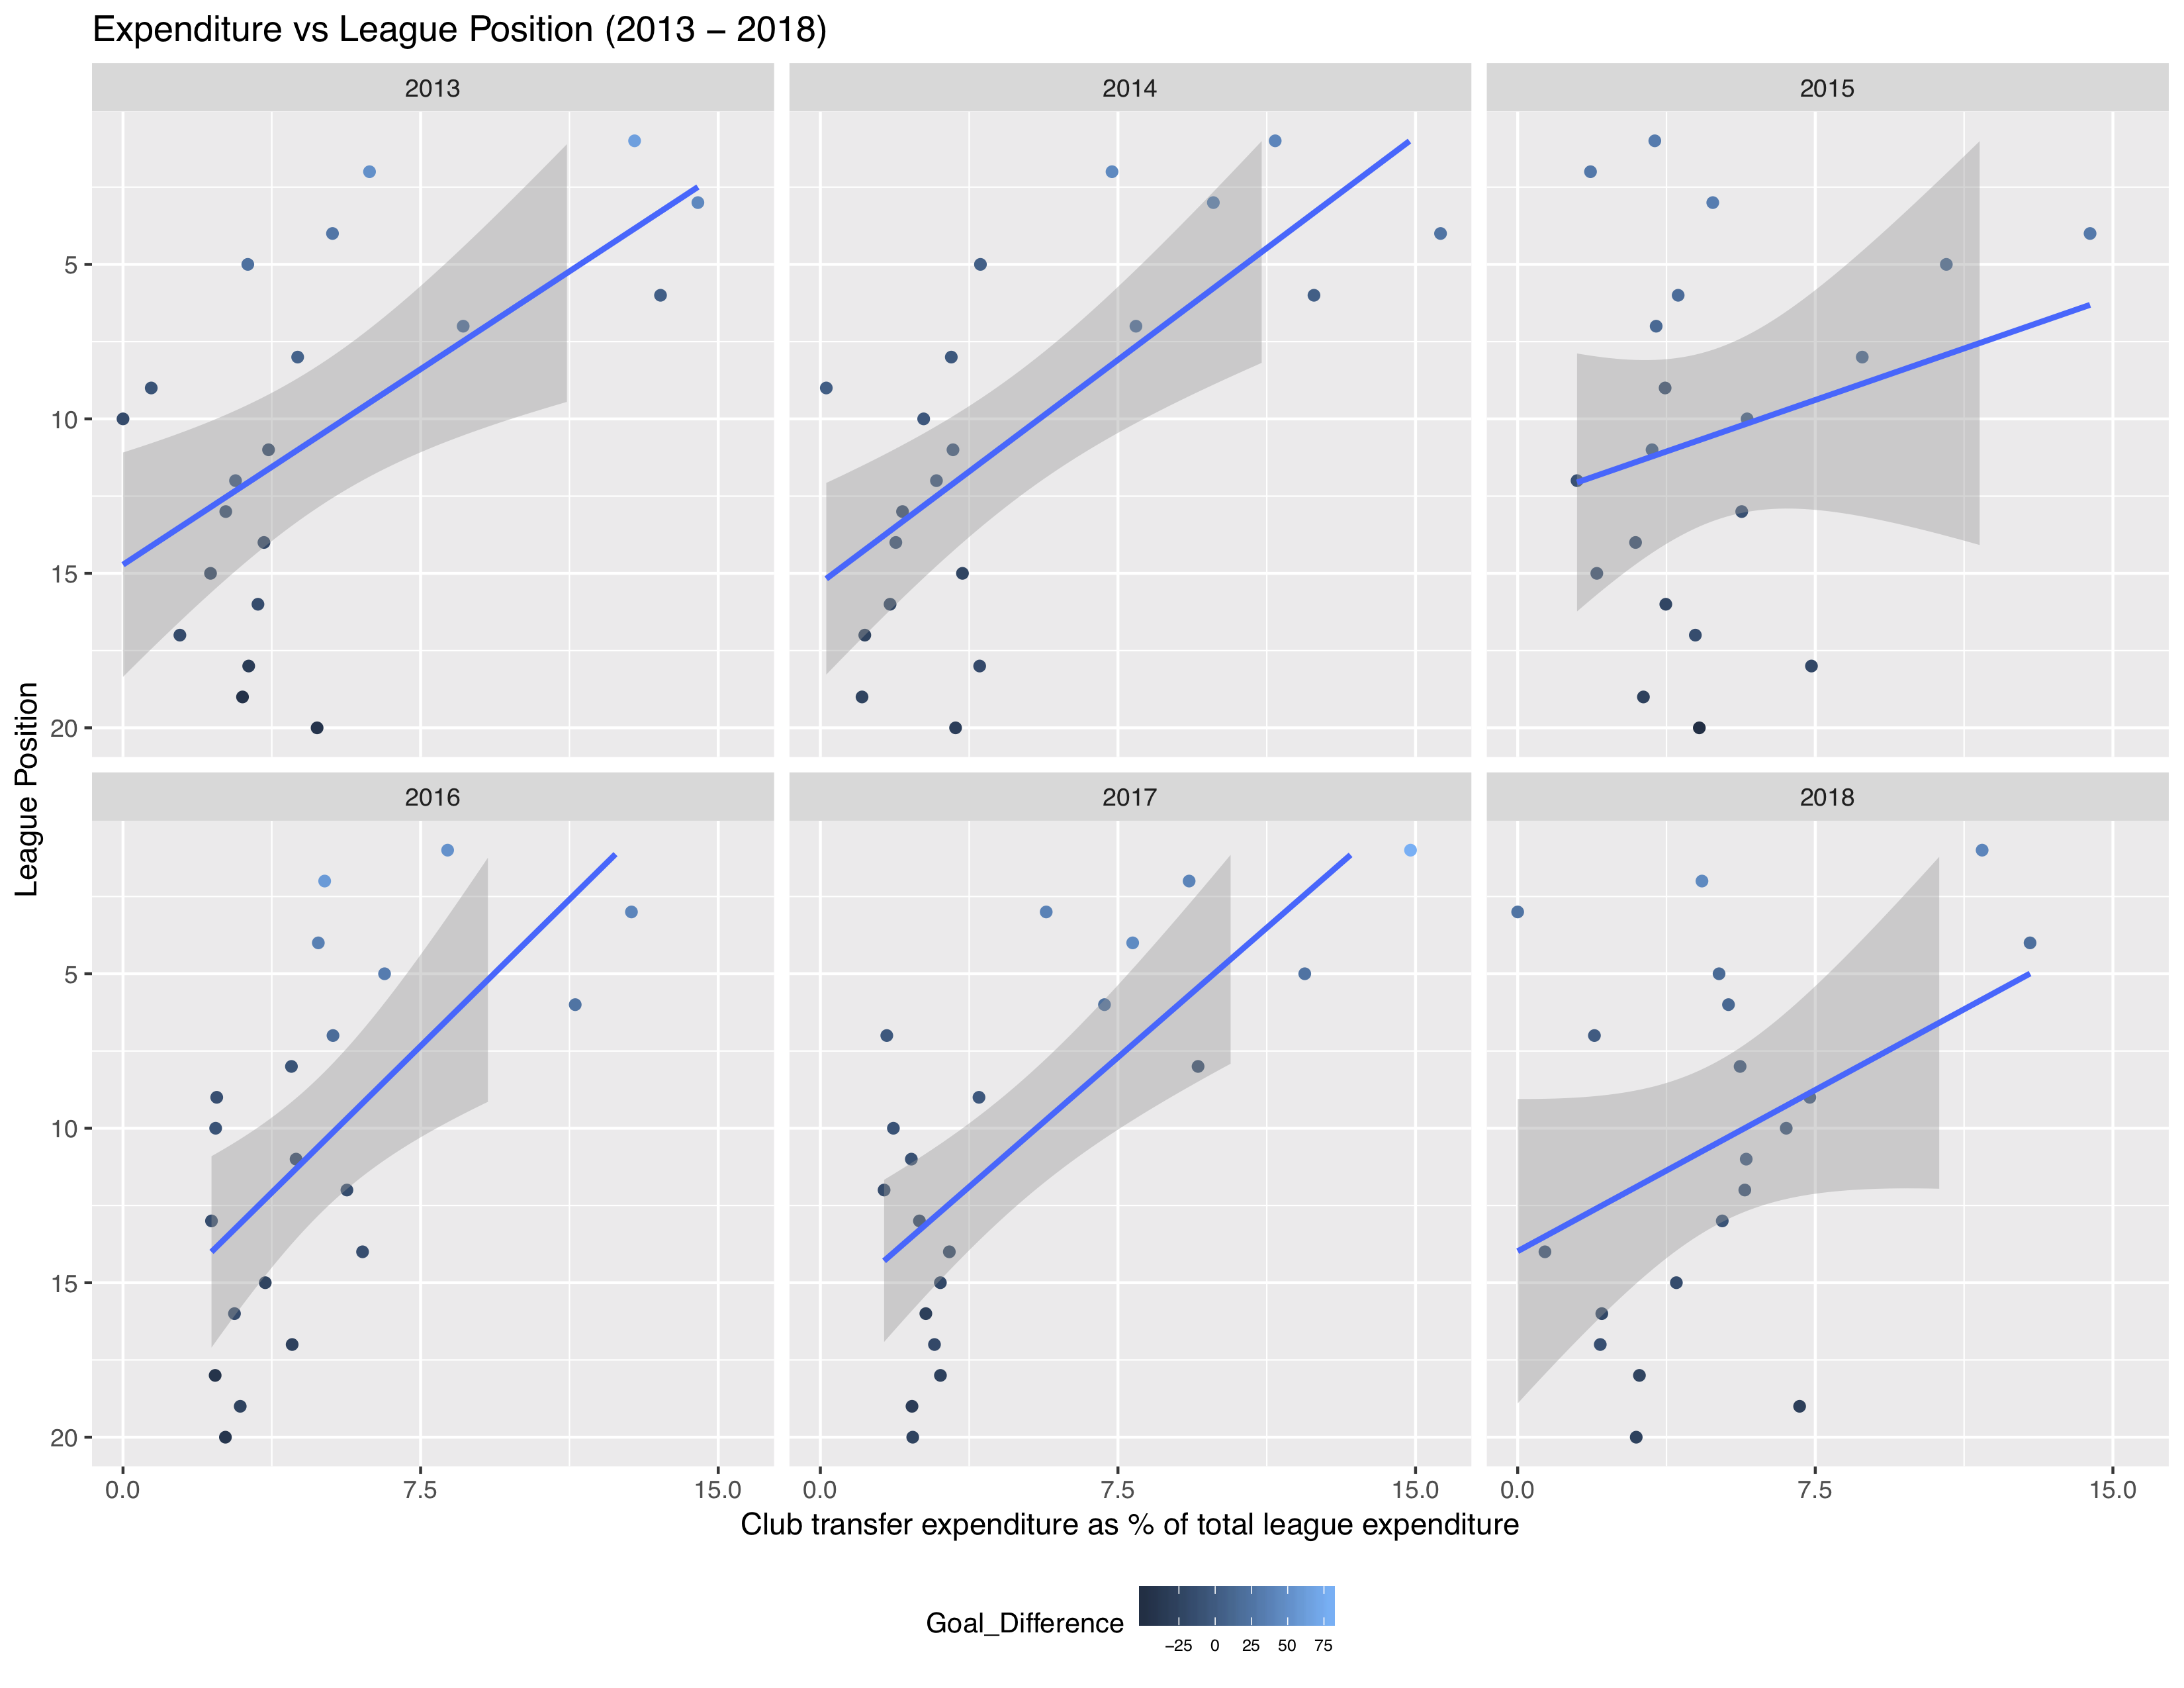 Expenditure vs League Position (2013 − 2018)
2013 2014 2015
5
10
15
20
League Position
2016 2017 2018
5
10
15
20
0.0 7.5 15.0 0.0 7.5 15.0 0.0 7.5 15.0
Club transfer expenditure as % of total league expenditure
Goal_Difference
−25 0 25 50 75